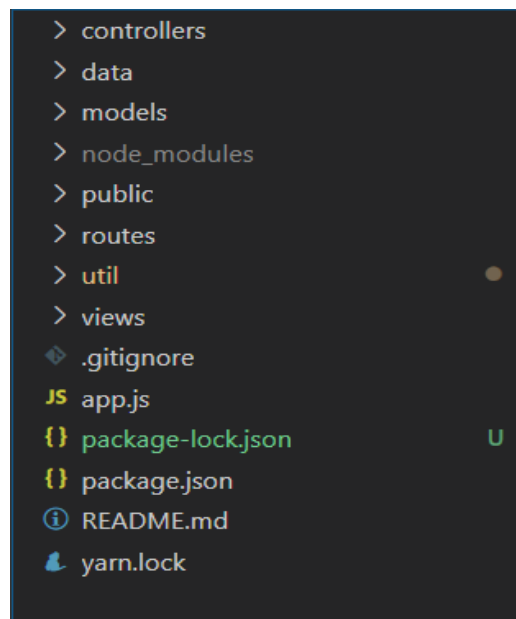 controllers
data
models
node_modules
public
routes
util
views
.gitignore
JS app.js
{} package-lock.json U
{} package.json
README.md
yarn.lock